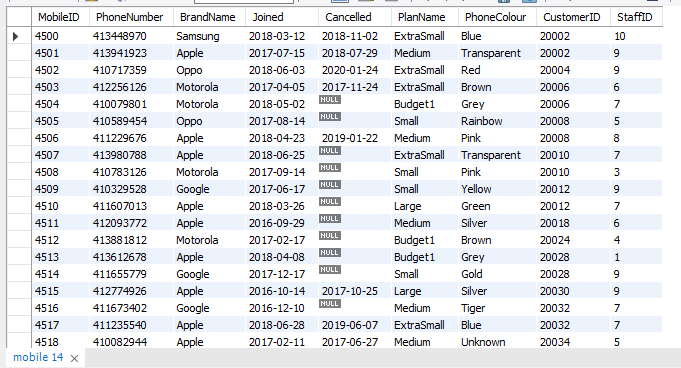 MobileID PhoneNumber BrandName Joined Cancelled PlanName PhoneColour CustomerID StaffID
4500 413448970 Samsung 2018-03-12 2018-11-02 ExtraSmall Blue 20002 10
4501 413941923 Apple 2017-07-15 2018-07-29 Medium Transparent 20002 9
4502 410717359 Oppo 2018-06-03 2020-01-24 ExtraSmall Red 20004 9
4503 412256126 Motorola 2017-04-05 2017-11-24 ExtraSmall Brown 20006 6
4504 410079801 Motorola 2018-05-02 NULL Budget1 Grey 20006 7
4505 410589454 Oppo 2017-08-14 NULL Small Rainbow 20008 5
4506 411229676 Apple 2018-04-23 2019-01-22 Medium Pink 20008 8
4507 413980788 Apple 2018-06-25 NULL ExtraSmall Transparent 20010 7
4508 410783126 Motorola 2017-09-14 NULL Small Pink 20010 3
4509 410329528 Google 2017-06-17 NULL Small Yellow 20012 9
4510 411607013 Apple 2018-03-26 NULL Large Green 20012 7
4511 412093772 Apple 2016-09-29 NULL Medium Silver 20018 6
4512 413881812 Motorola 2017-02-17 NULL Budget1 Brown 20024 4
4513 413612678 Apple 2018-04-08 NULL Budget1 Grey 20028 1
4514 411655779 Google 2017-12-17 NULL Small Gold 20028 9
4515 412774926 Apple 2016-10-14 2017-10-25 Large Silver 20030 9
4516 411673402 Google 2016-12-10 NULL Medium Tiger 20032 7
4517 411235540 Apple 2018-06-28 2019-06-07 ExtraSmall Blue 20032 7
4518 410082944 Apple 2017-02-11 2017-06-27 Medium Unknown 20034 5
mobile 14